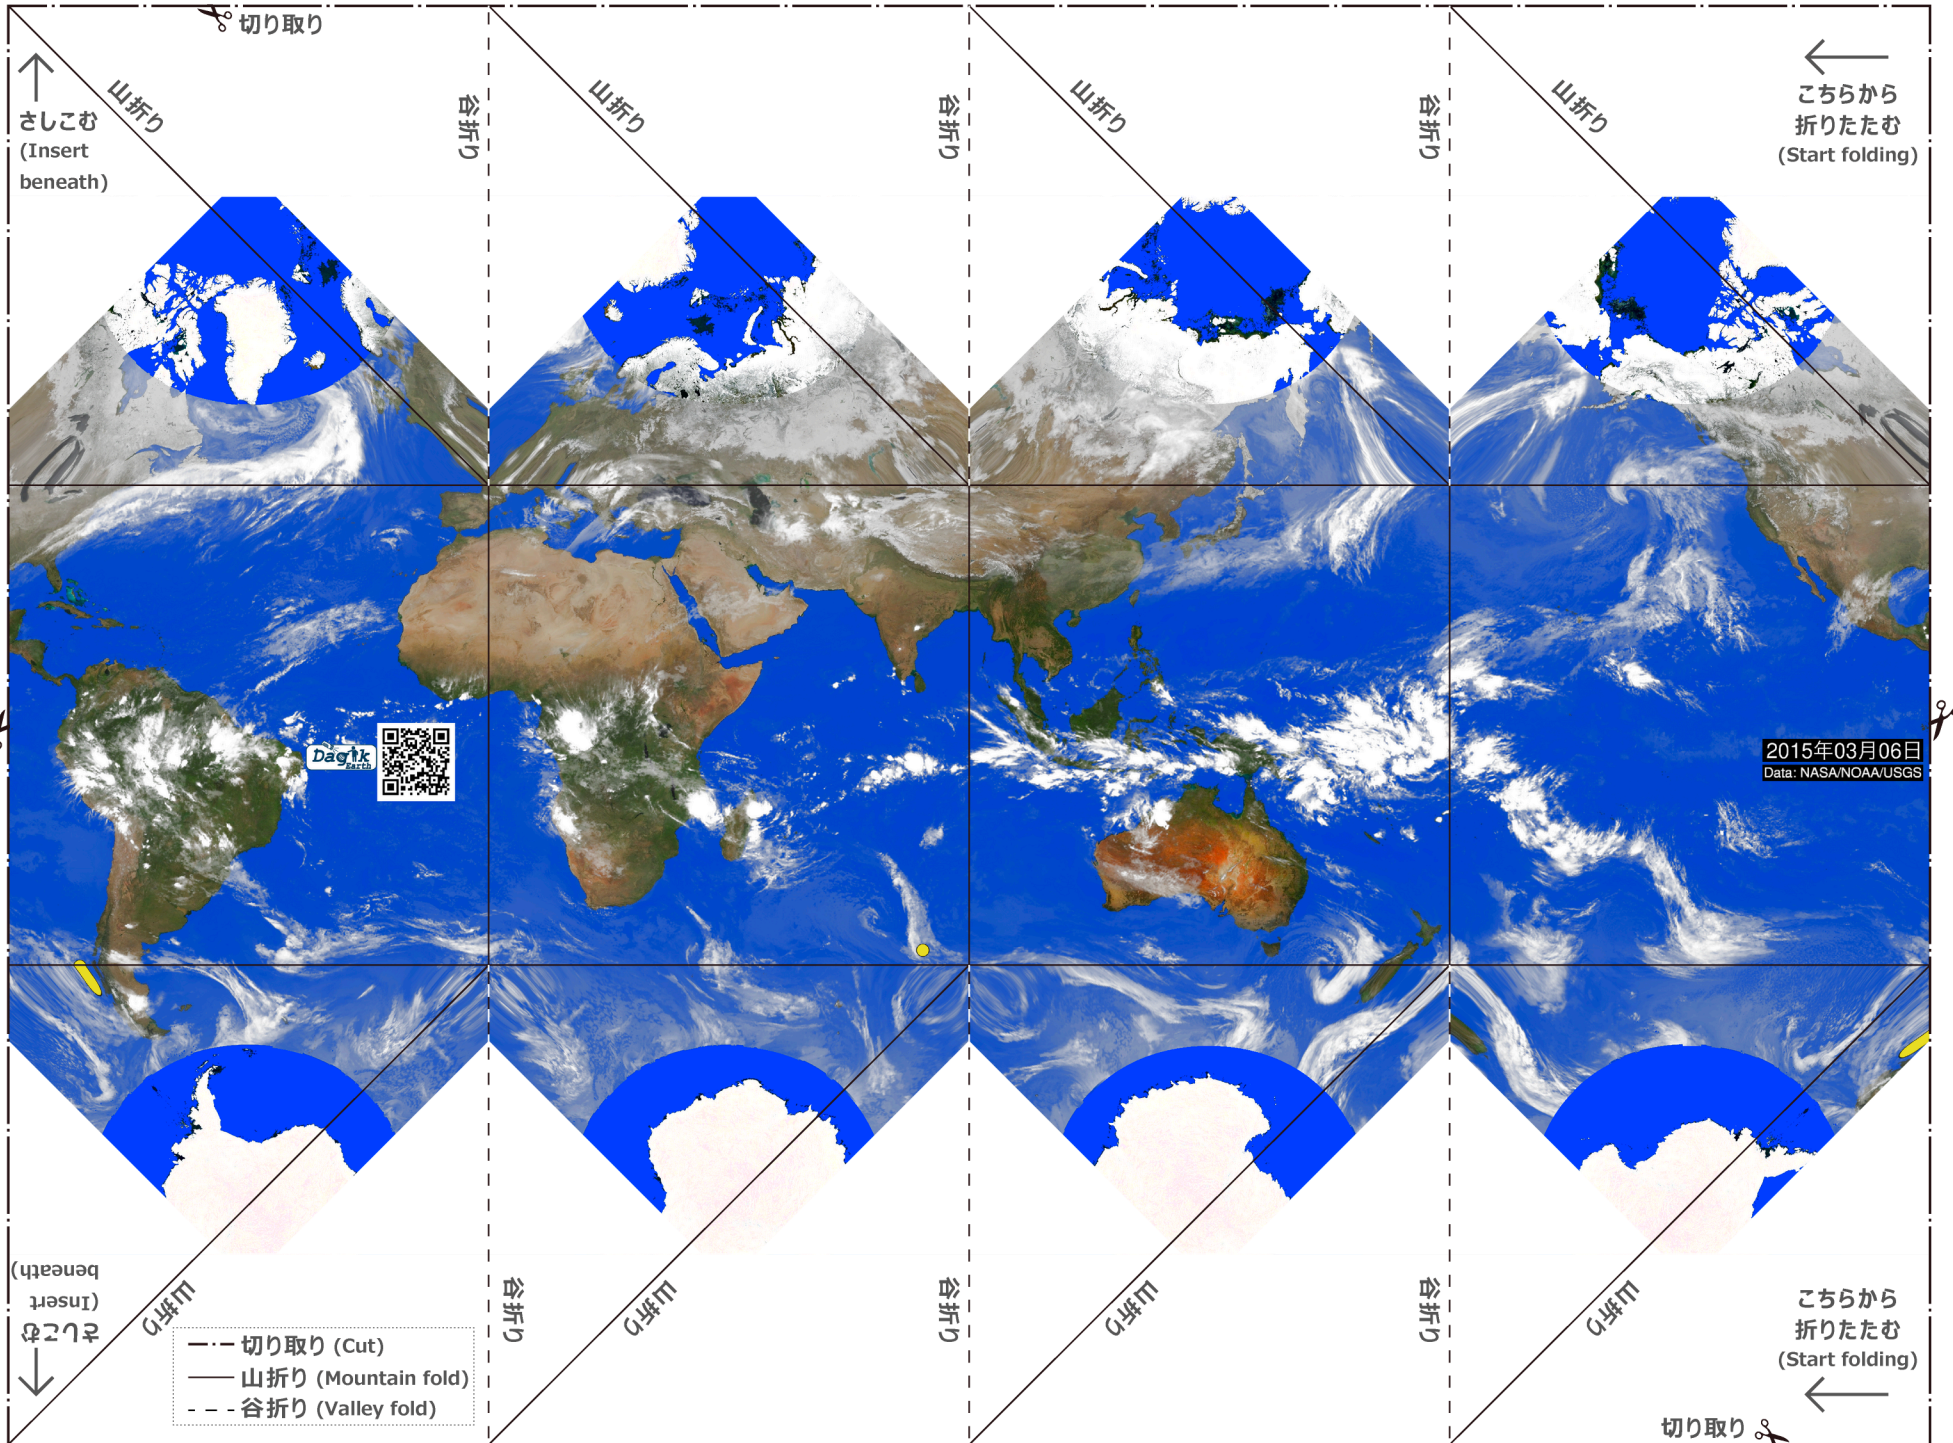 切り取り
山折り
谷折り
山折り
谷折り
山折り
谷折り
山折り
さしこむ
(Insert
beneath)
こちらから
折りたたむ
(Start folding)
Dagik
Earth
2015年03月06日
Data: NASA/NOAA/USGS
さしこむ
(Insert
beneath)
山折り
谷折り
山折り
谷折り
山折り
谷折り
山折り
こちらから
折りたたむ
(Start folding)
切り取り (Cut)
山折り (Mountain fold)
谷折り (Valley fold)
切り取り